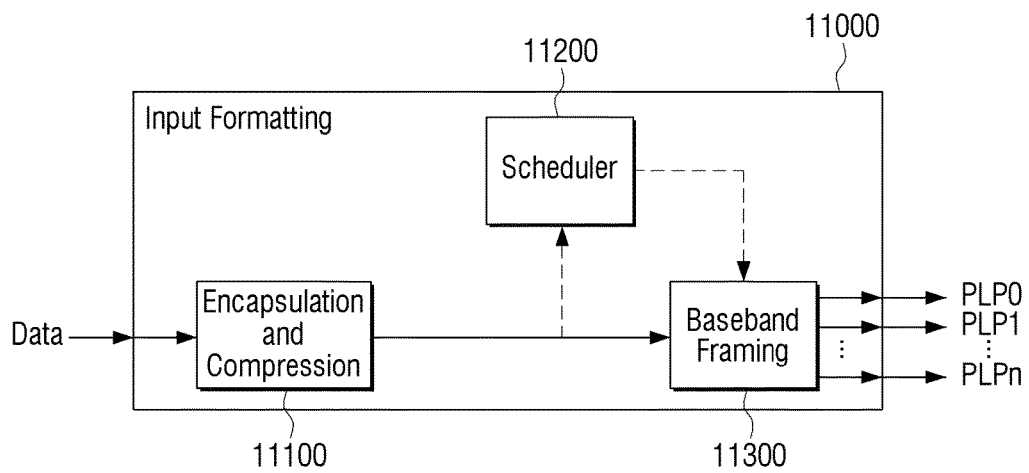 11000
11200
Input Formatting
Scheduler
Data
Encapsulation
and
Compression
Baseband
Framing
PLP0
PLP1
⋮
⋮
PLPn
11100
11300